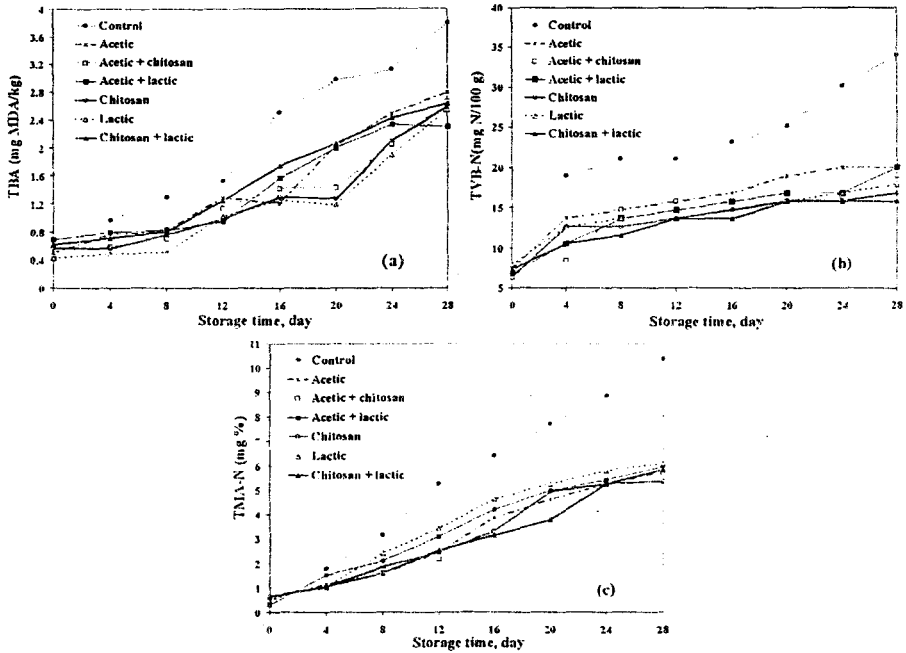 TBA (mg MDA/kg)
4
3.6
3.2
2.8
2.4
2
1.6
1.2
0.8
0.4
0
Control
Acetic
Acetic + chitosan
Acetic + lactic
Chitosan
Lactic
Chitosan + lactic
(a)
0 4 8 12 16 20 24 28
Storage time, day
TVB-N(mg N/100 g)
40
35
30
25
20
15
10
5
Control
Acetic
Acetic + chitosan
Acetic + lactic
Chitosan
Lactic
Chitosan + lactic
(b)
0 4 8 12 16 20 24 28
Storage time, day
TMA-N (mg %)
11
10
9
8
7
6
5
4
3
2
1
0
Control
Acetic
Acetic + chitosan
Acetic + lactic
Chitosan
Lactic
Chitosan + lactic
(c)
0 4 8 12 16 20 24 28
Storage time, day